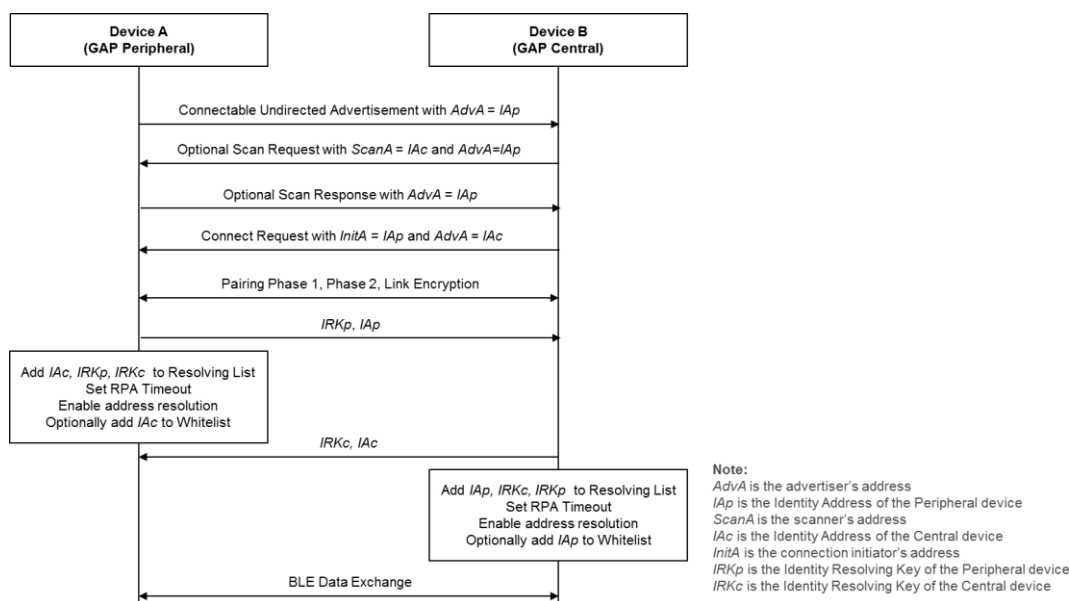 Device A
(GAP Peripheral)
Device B
(GAP Central)
Connectable Undirected Advertisement with AdvA = IAp
Optional Scan Request with ScanA = IAc and AdvA=IAp
Optional Scan Response with AdvA = IAp
Connect Request with InitA = IAp and AdvA = IAc
Pairing Phase 1, Phase 2, Link Encryption
IRKp, IAp
Add IAc, IRKp, IRKc to Resolving List
Set RPA Timeout
Enable address resolution
Optionally add IAc to Whitelist
IRKc, IAc
Add IAp, IRKc, IRKp to Resolving List
Set RPA Timeout
Enable address resolution
Optionally add IAp to Whitelist
BLE Data Exchange
Note:
AdvA is the advertiser's address
IAp is the Identity Address of the Peripheral device
ScanA is the scanner's address
IAc is the Identity Address of the Central device
InitA is the connection initiator's address
IRKp is the Identity Resolving Key of the Peripheral device
IRKc is the Identity Resolving Key of the Central device